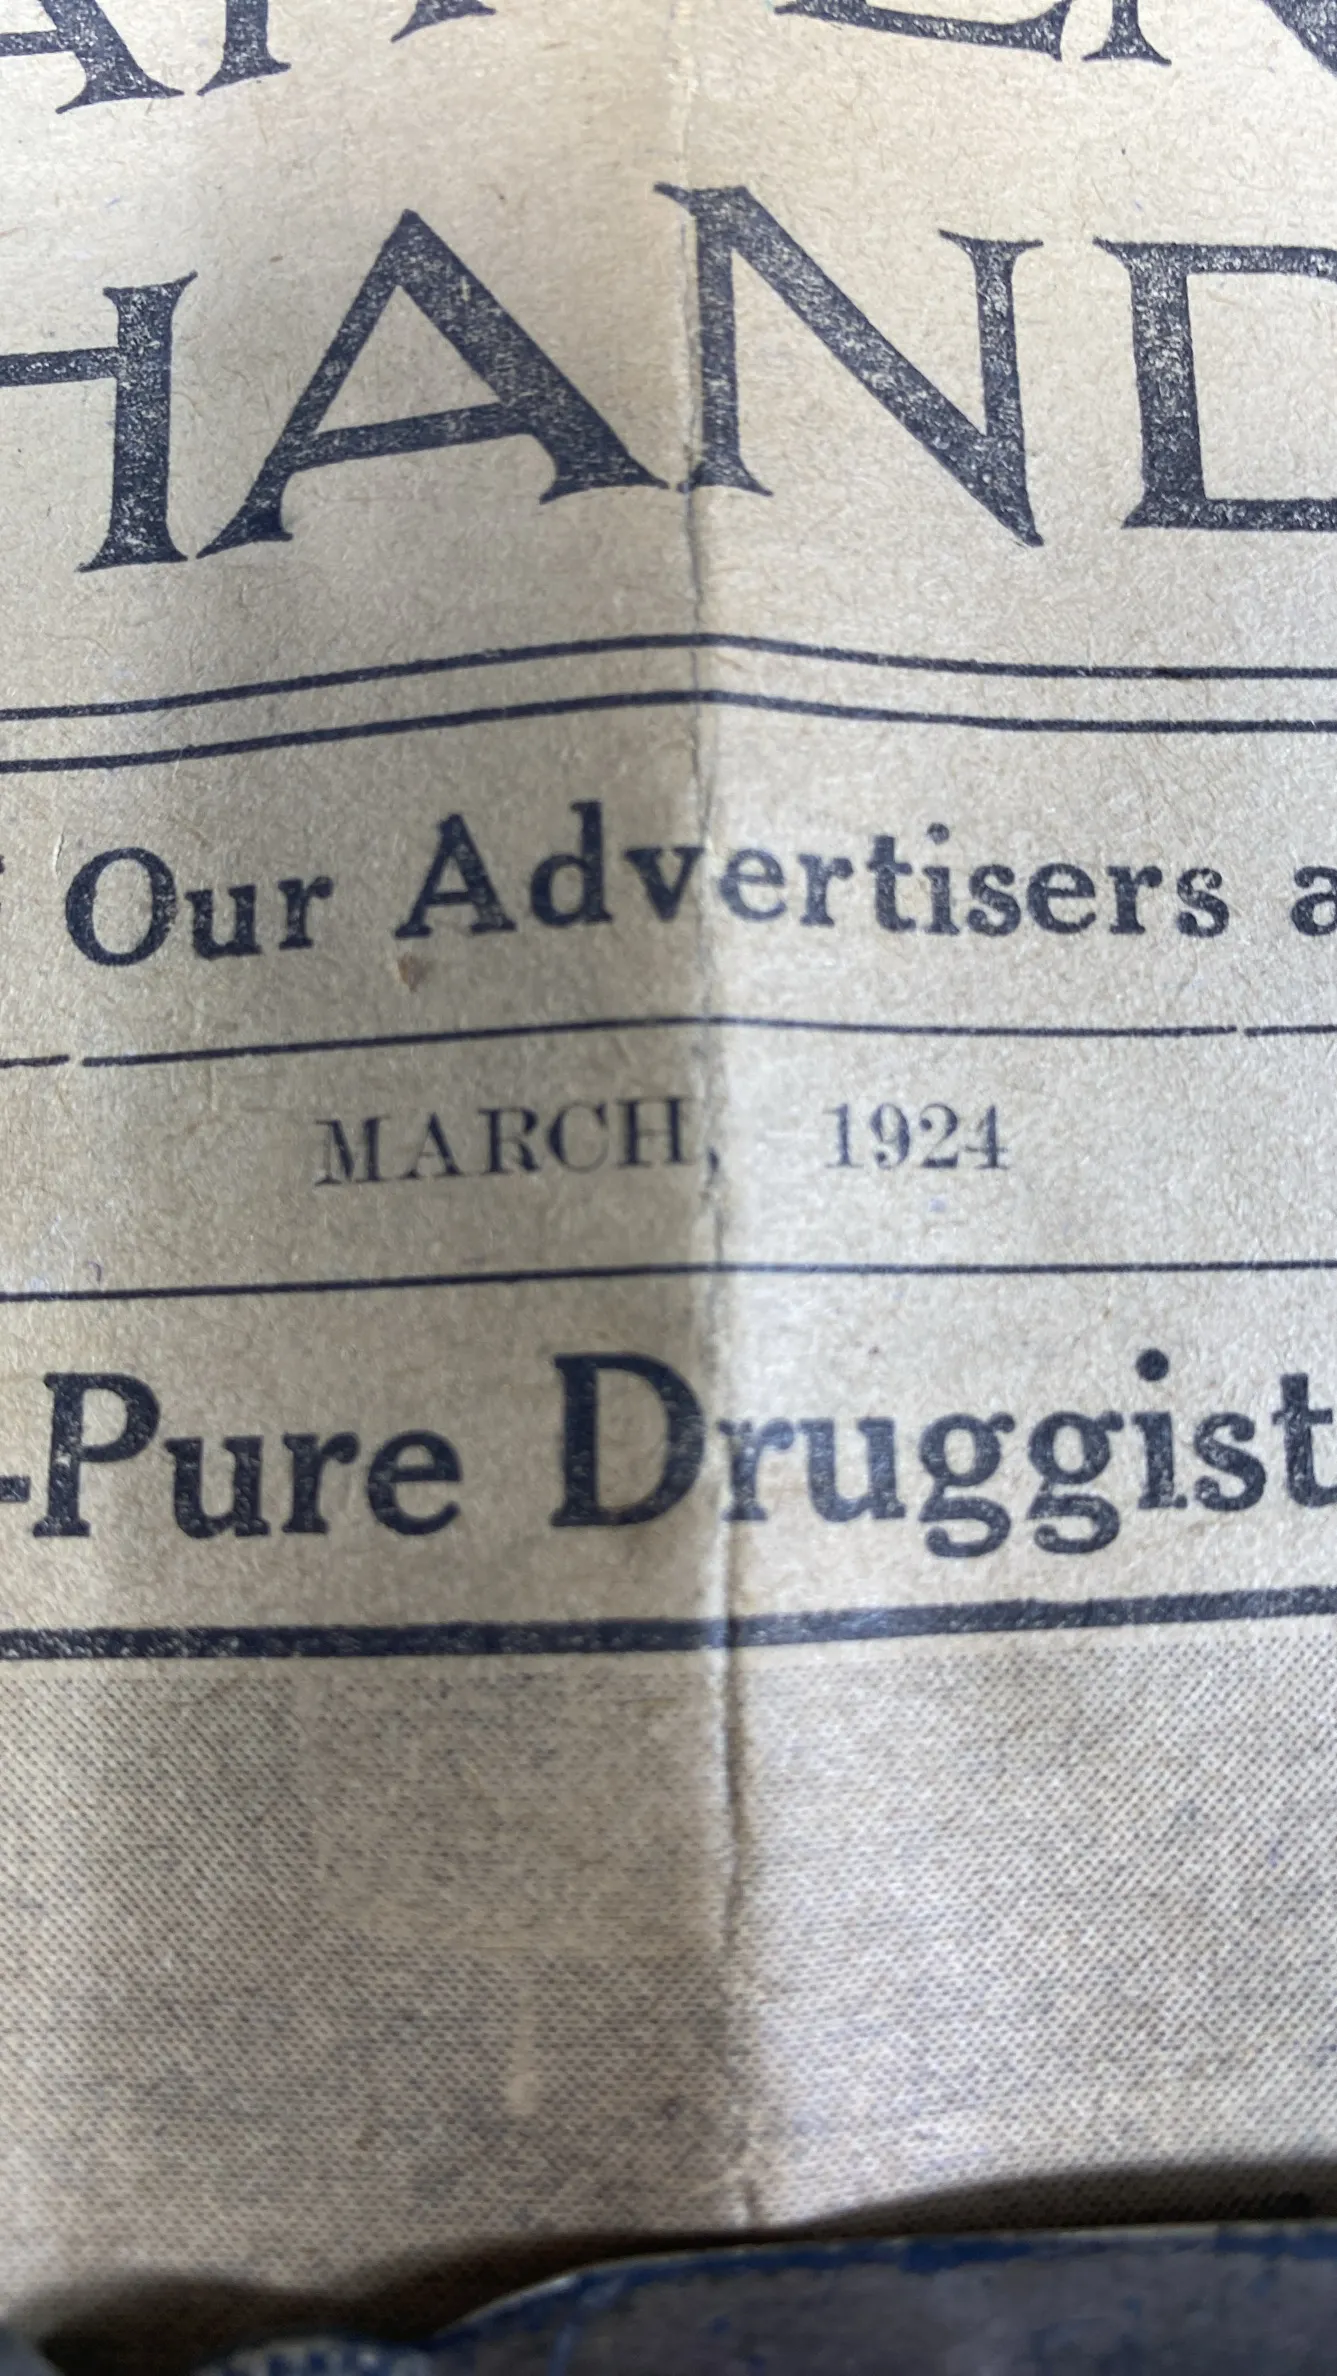 HAND
Our Advertisers a
MARCH, 1924
-Pure Druggist